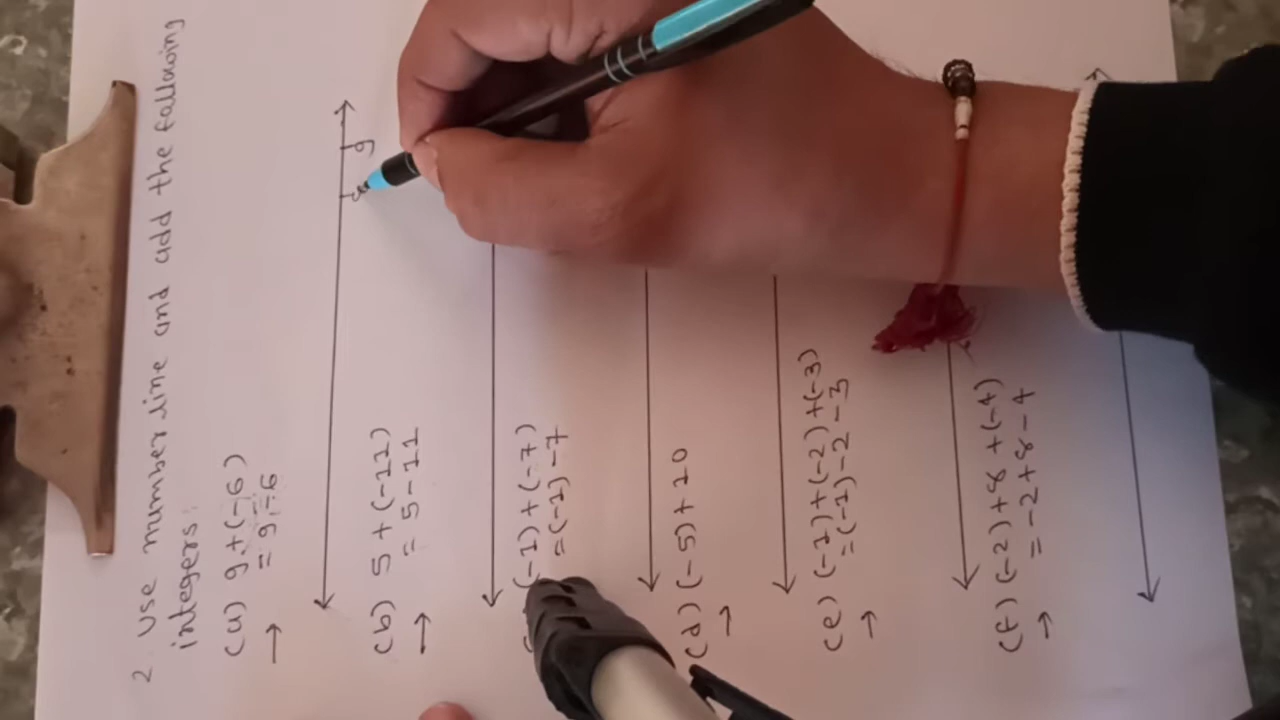 2. Use number line and add the following
integers:
(a) 9+(-6)
→ = 9-6
8 9
(b) 5+(-11)
→ = 5-11
(-1)+(-7)
=(-1)-7
(d) (-5)+10
→
(e) (-1)+(-2)+(-3)
→ =(-1)-2-3
(f) (-2)+8+(-4)
→ = -2+8-4